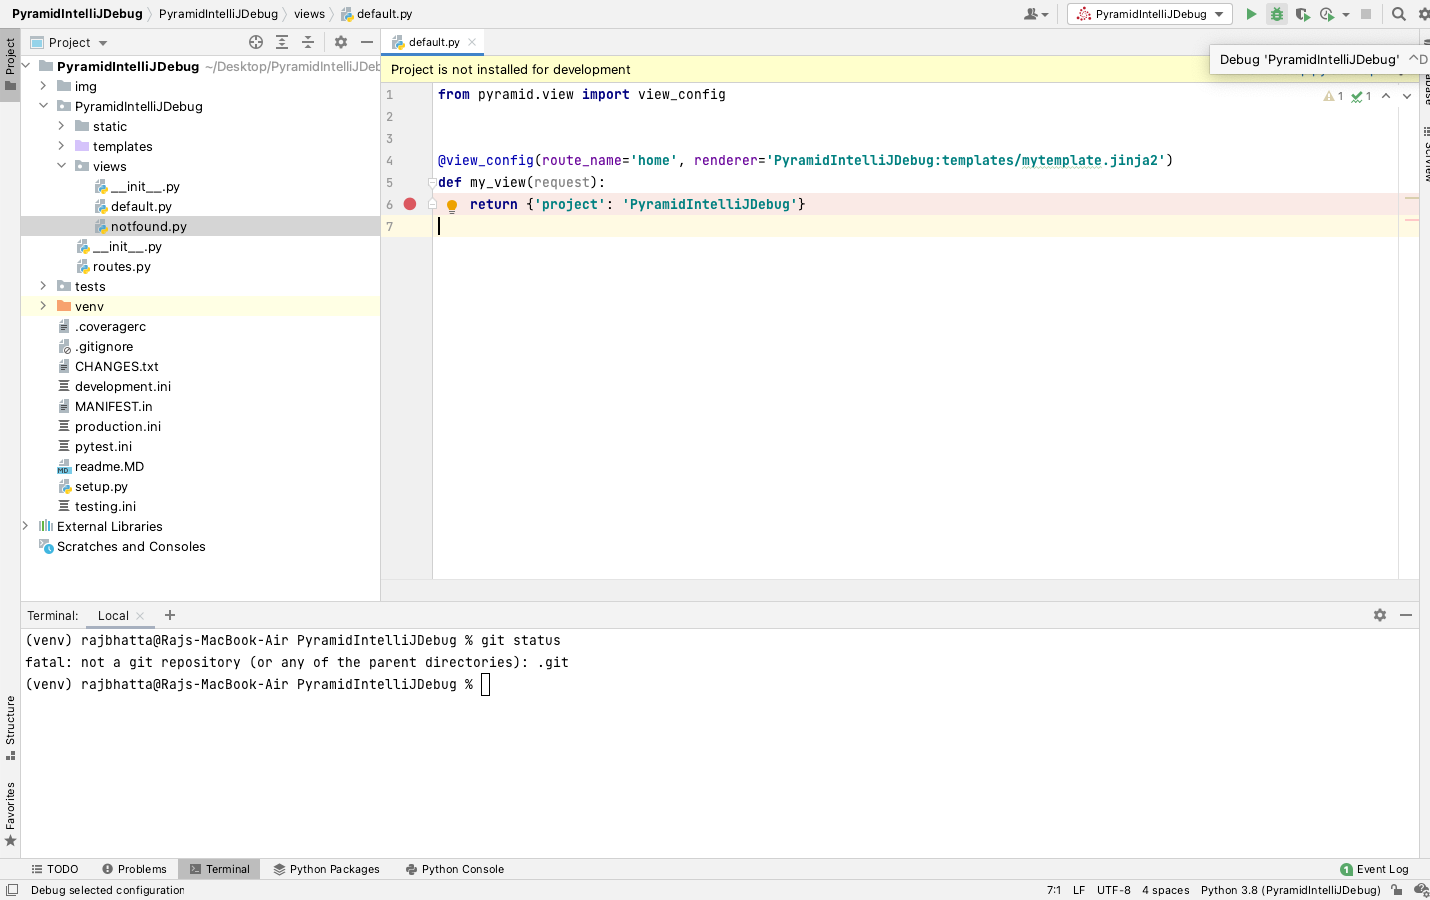 PyramidIntelliJDebug PyramidIntelliJDebug views default.py
PyramidIntelliJDebug
Project
Project
default.py
Debug 'PyramidIntelliJDebug' ^D
PyramidIntelliJDebug ~/Desktop/PyramidIntelliJDeb
Project is not installed for development
img
PyramidIntelliJDebug
static
templates
views
__init__.py
default.py
notfound.py
__init__.py
routes.py
tests
venv
.coveragerc
.gitignore
CHANGES.txt
development.ini
MANIFEST.in
production.ini
pytest.ini
readme.MD
setup.py
testing.ini
External Libraries
Scratches and Consoles
1 from pyramid.view import view_config
1 1
2
3
4 @view_config(route_name='home', renderer='PyramidIntelliJDebug:templates/mytemplate.jinja2')
5 def my_view(request):
6 return {'project': 'PyramidIntelliJDebug'}
7
SciView
Terminal: Local
(venv) rajbhatta@Rajs-MacBook-Air PyramidIntelliJDebug % git status
fatal: not a git repository (or any of the parent directories): .git
(venv) rajbhatta@Rajs-MacBook-Air PyramidIntelliJDebug %
Structure
Favorites
TODO Problems Terminal Python Packages Python Console
1 Event Log
Debug selected configuration
7:1 LF UTF-8 4 spaces Python 3.8 (PyramidIntelliJDebug)